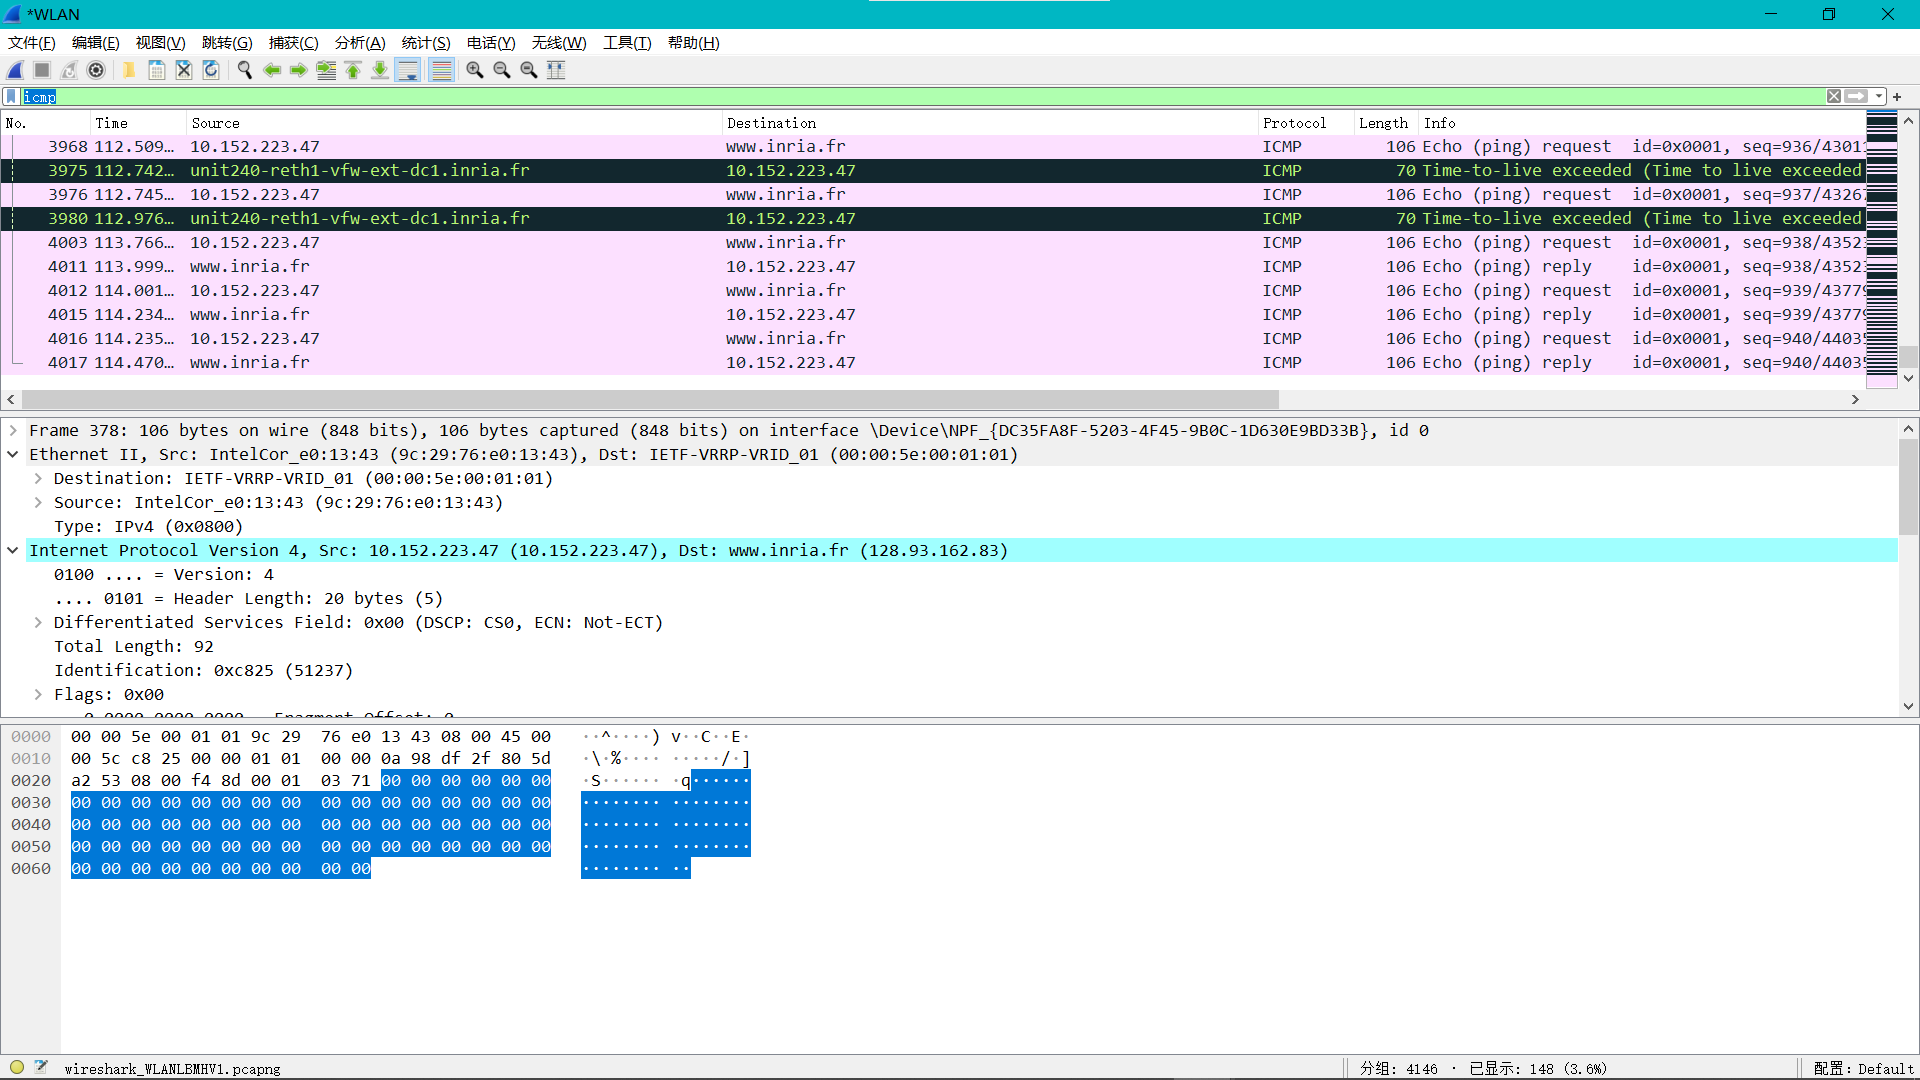 *WLAN
文件(F) 编辑(E) 视图(V) 跳转(G) 捕获(C) 分析(A) 统计(S) 电话(Y) 无线(W) 工具(T) 帮助(H)
icmp
No. Time Source Destination Protocol Length Info
3968 112.509… 10.152.223.47 www.inria.fr ICMP 106 Echo (ping) request id=0x0001, seq=936/4301
3975 112.742… unit240-reth1-vfw-ext-dc1.inria.fr 10.152.223.47 ICMP 70 Time-to-live exceeded (Time to live exceeded
3976 112.745… 10.152.223.47 www.inria.fr ICMP 106 Echo (ping) request id=0x0001, seq=937/4326
3980 112.976… unit240-reth1-vfw-ext-dc1.inria.fr 10.152.223.47 ICMP 70 Time-to-live exceeded (Time to live exceeded
4003 113.766… 10.152.223.47 www.inria.fr ICMP 106 Echo (ping) request id=0x0001, seq=938/4352
4011 113.999… www.inria.fr 10.152.223.47 ICMP 106 Echo (ping) reply id=0x0001, seq=938/4352
4012 114.001… 10.152.223.47 www.inria.fr ICMP 106 Echo (ping) request id=0x0001, seq=939/4377
4015 114.234… www.inria.fr 10.152.223.47 ICMP 106 Echo (ping) reply id=0x0001, seq=939/4377
4016 114.235… 10.152.223.47 www.inria.fr ICMP 106 Echo (ping) request id=0x0001, seq=940/4403
4017 114.470… www.inria.fr 10.152.223.47 ICMP 106 Echo (ping) reply id=0x0001, seq=940/4403
Frame 378: 106 bytes on wire (848 bits), 106 bytes captured (848 bits) on interface \Device\NPF_{DC35FA8F-5203-4F45-9B0C-1D630E9BD33B}, id 0
Ethernet II, Src: IntelCor_e0:13:43 (9c:29:76:e0:13:43), Dst: IETF-VRRP-VRID_01 (00:00:5e:00:01:01)
Destination: IETF-VRRP-VRID_01 (00:00:5e:00:01:01)
Source: IntelCor_e0:13:43 (9c:29:76:e0:13:43)
Type: IPv4 (0x0800)
Internet Protocol Version 4, Src: 10.152.223.47 (10.152.223.47), Dst: www.inria.fr (128.93.162.83)
0100 .... = Version: 4
.... 0101 = Header Length: 20 bytes (5)
Differentiated Services Field: 0x00 (DSCP: CS0, ECN: Not-ECT)
Total Length: 92
Identification: 0xc825 (51237)
Flags: 0x00
0000 00 00 5e 00 01 01 9c 29 76 e0 13 43 08 00 45 00 ··^····) v··C··E·
0010 00 5c c8 25 00 00 01 01 00 00 0a 98 df 2f 80 5d ·\·%···· ·····/·]
0020 a2 53 08 00 f4 8d 00 01 03 71 00 00 00 00 00 00 ·S······ ·q······
0030 00 00 00 00 00 00 00 00 00 00 00 00 00 00 00 00 ········ ········
0040 00 00 00 00 00 00 00 00 00 00 00 00 00 00 00 00 ········ ········
0050 00 00 00 00 00 00 00 00 00 00 00 00 00 00 00 00 ········ ········
0060 00 00 00 00 00 00 00 00 00 00 ········ ··
wireshark_WLANLBMHV1.pcapng 分组: 4146 · 已显示: 148 (3.6%) 配置: Default